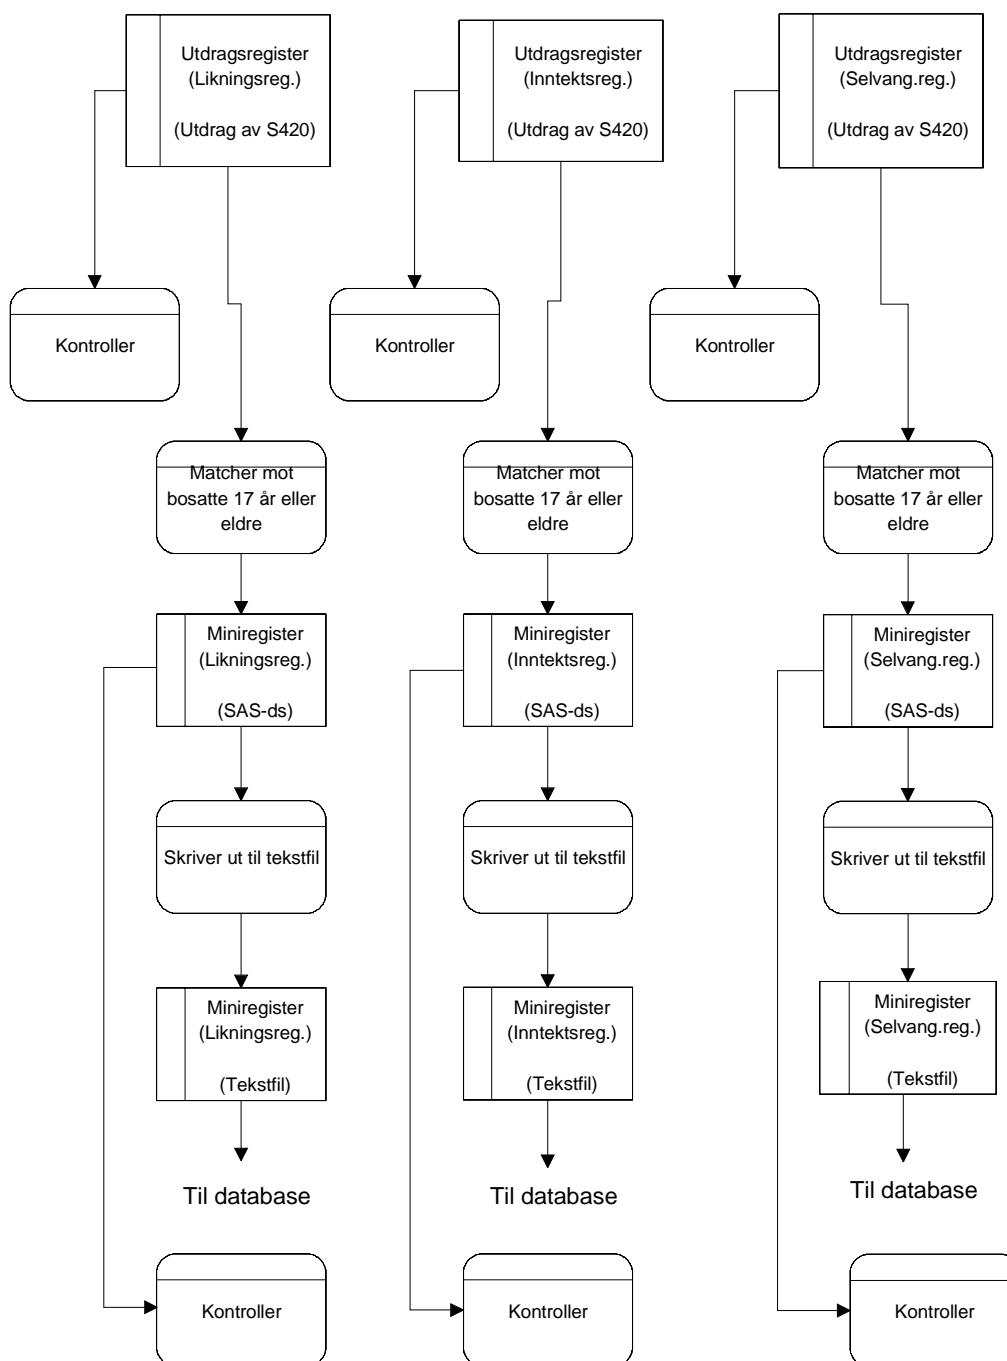 Utdragsregister
(Likningsreg.)
(Utdrag av S420)
Utdragsregister
(Inntektsreg.)
(Utdrag av S420)
Utdragsregister
(Selvang.reg.)
(Utdrag av S420)
Kontroller
Kontroller
Kontroller
Matcher mot
bosatte 17 år eller
eldre
Matcher mot
bosatte 17 år eller
eldre
Matcher mot
bosatte 17 år eller
eldre
Miniregister
(Likningsreg.)
(SAS-ds)
Miniregister
(Inntektsreg.)
(SAS-ds)
Miniregister
(Selvang.reg.)
(SAS-ds)
Skriver ut til tekstfil
Skriver ut til tekstfil
Skriver ut til tekstfil
Miniregister
(Likningsreg.)
(Tekstfil)
Miniregister
(Inntektsreg.)
(Tekstfil)
Miniregister
(Selvang.reg.)
(Tekstfil)
Til database
Til database
Til database
Kontroller
Kontroller
Kontroller